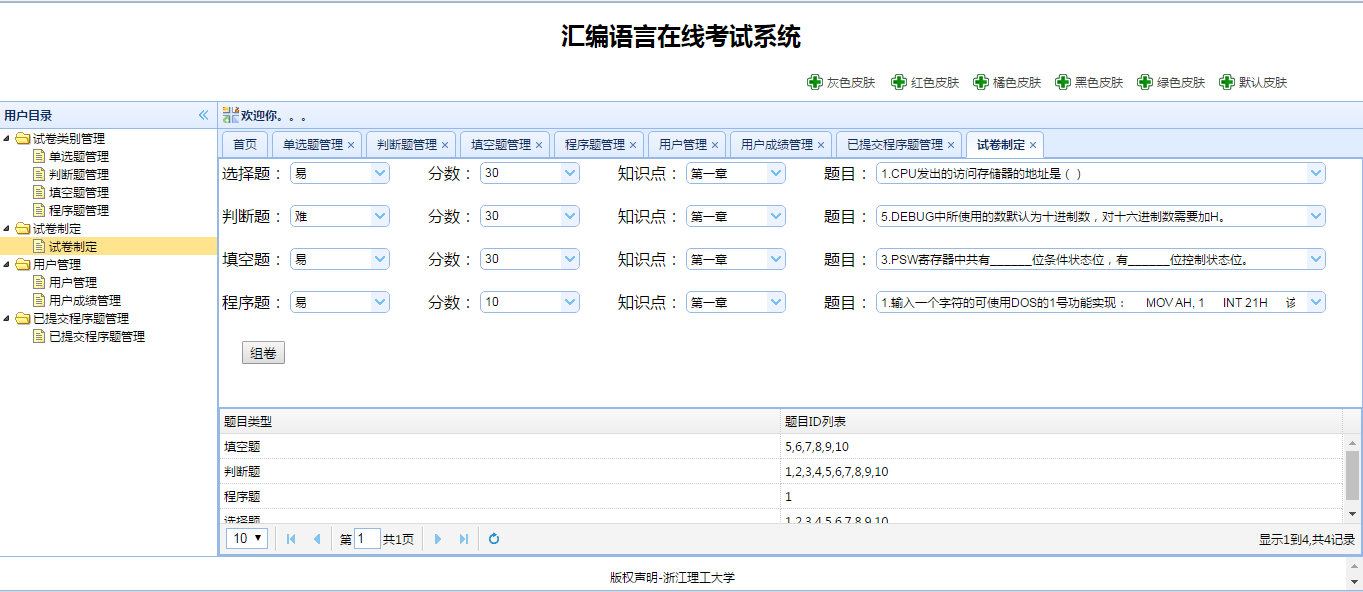 汇编语言在线考试系统
灰色皮肤 红色皮肤 橘色皮肤 黑色皮肤 绿色皮肤 默认皮肤
用户目录
试卷类别管理
单选题管理
判断题管理
填空题管理
程序题管理
试卷制定
试卷制定
用户管理
用户管理
用户成绩管理
已提交程序题管理
已提交程序题管理
欢迎你。。。
首页 单选题管理 判断题管理 填空题管理 程序题管理 用户管理 用户成绩管理 已提交程序题管理 试卷制定
选择题： 易 分数： 30 知识点： 第一章 题目： 1.CPU发出的访问存储器的地址是（ ）
判断题： 难 分数： 30 知识点： 第一章 题目： 5.DEBUG中所使用的数默认为十进制数，对十六进制数需要加H。
填空题： 易 分数： 30 知识点： 第一章 题目： 3.PSW寄存器中共有______位条件状态位，有______位控制状态位。
程序题： 易 分数： 10 知识点： 第一章 题目： 1.输入一个字符的可使用DOS的1号功能实现： MOV AH, 1 INT 21H 该
组卷
题目类型 题目ID列表
填空题 5,6,7,8,9,10
判断题 1,2,3,4,5,6,7,8,9,10
程序题 1
选择题 1,2,3,4,5,6,7,8,9,10
10 第 1 共1页 显示1到4,共4记录
版权声明-浙江理工大学